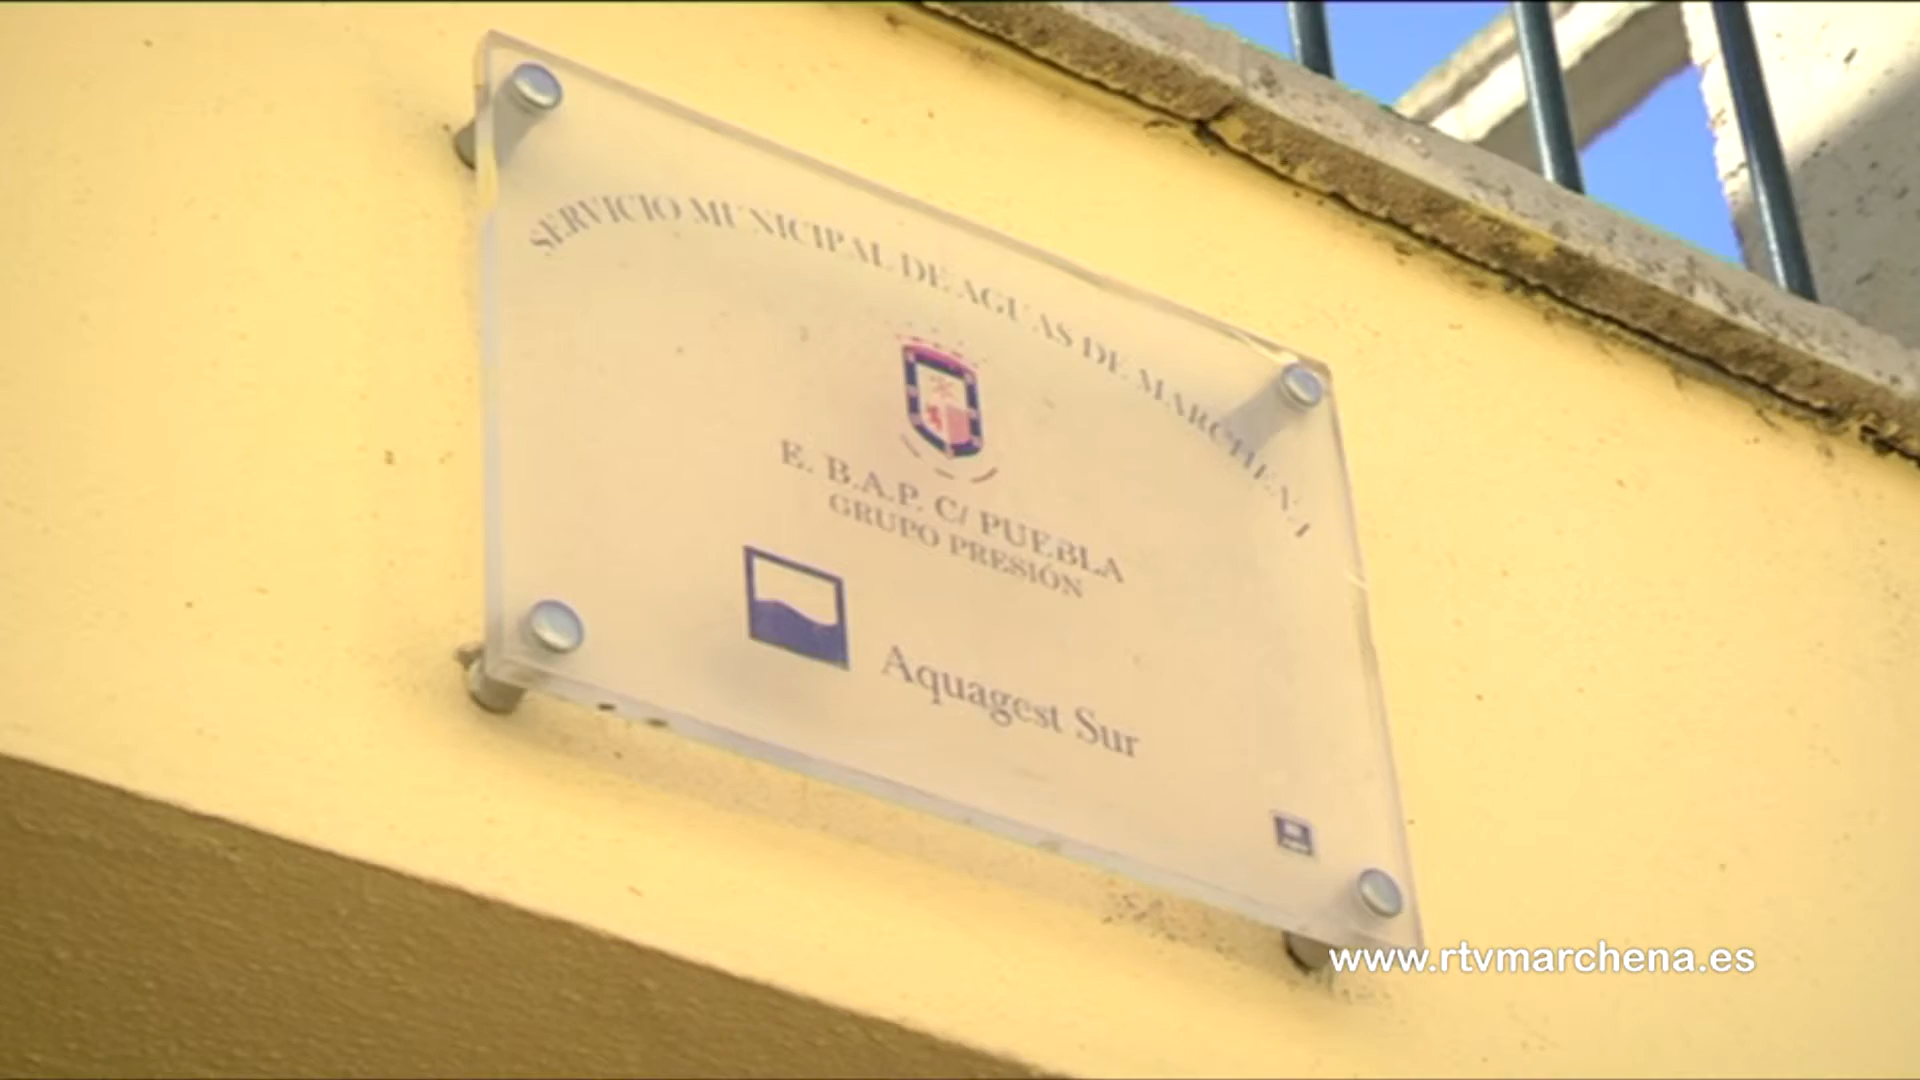 SERVICIO MUNICIPAL DE AGUAS DE MARCHENA
E. B.A.P. C/ PUEBLA
GRUPO PRESIÓN
Aquagest Sur
www.rtvmarchena.es